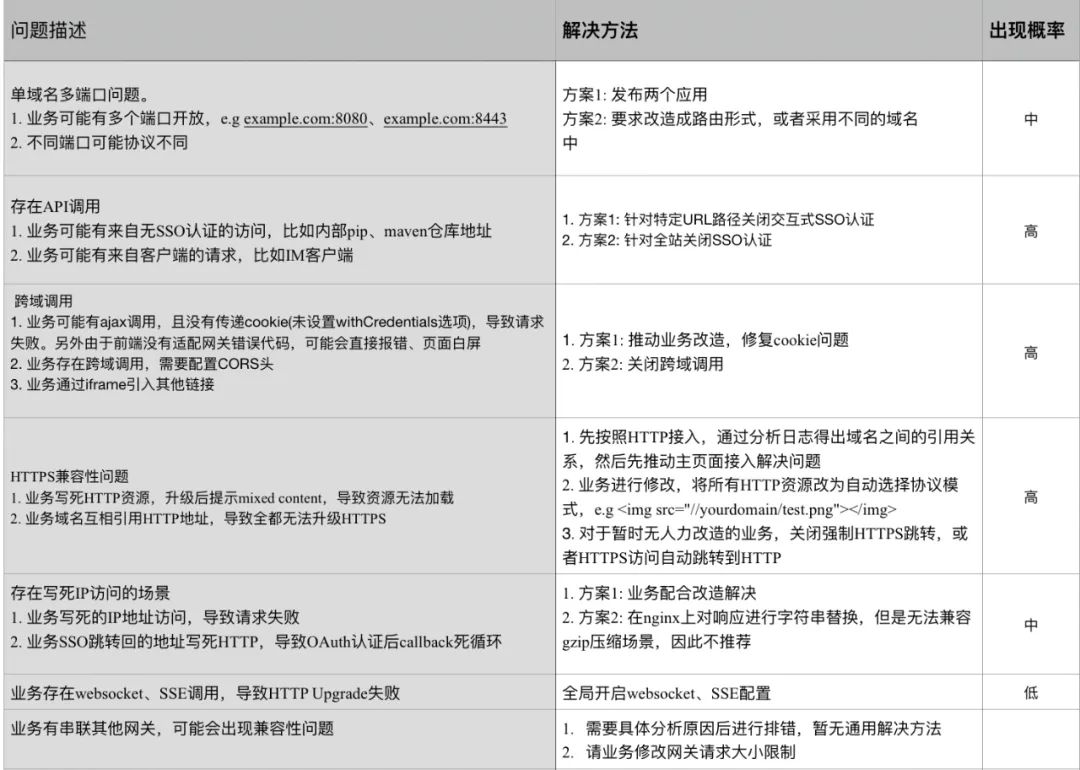 问题描述
解决方法
出现概率
单域名多端口问题。
1. 业务可能有多个端口开放，e.g example.com:8080、example.com:8443
2. 不同端口可能协议不同
方案1: 发布两个应用
方案2: 要求改造成路由形式，或者采用不同的域名
中
中
存在API调用
1. 业务可能有来自无SSO认证的访问，比如内部pip、maven仓库地址
2. 业务可能有来自客户端的请求，比如IM客户端
1. 方案1: 针对特定URL路径关闭交互式SSO认证
2. 方案2: 针对全站关闭SSO认证
高
跨域调用
1. 业务可能有ajax调用，且没有传递cookie(未设置withCredentials选项)，导致请求
失败。另外由于前端没有适配网关错误代码，可能会直接报错、页面白屏
2. 业务存在跨域调用，需要配置CORS头
3. 业务通过iframe引入其他链接
1. 方案1: 推动业务改造，修复cookie问题
2. 方案2: 关闭跨域调用
高
HTTPS兼容性问题
1. 业务写死HTTP资源，升级后提示mixed content，导致资源无法加载
2. 业务域名互相引用HTTP地址，导致全都无法升级HTTPS
1. 先按照HTTP接入，通过分析日志得出域名之间的引用关
系，然后先推动主页面接入解决问题
2. 业务进行修改，将所有HTTP资源改为自动选择协议模
式，e.g <img src="//yourdomain/test.png"></img>
3. 对于暂时无人力改造的业务，关闭强制HTTPS跳转，或
者HTTPS访问自动跳转到HTTP
高
存在写死IP访问的场景
1. 业务写死的IP地址访问，导致请求失败
2. 业务SSO跳转回的地址写死HTTP，导致OAuth认证后callback死循环
1. 方案1: 业务配合改造解决
2. 方案2: 在nginx上对响应进行字符串替换，但是无法兼容
gzip压缩场景，因此不推荐
中
业务存在websocket、SSE调用，导致HTTP Upgrade失败
全局开启websocket、SSE配置
低
业务有串联其他网关，可能会出现兼容性问题
1. 需要具体分析原因后进行排错，暂无通用解决方法
2. 请业务修改网关请求大小限制